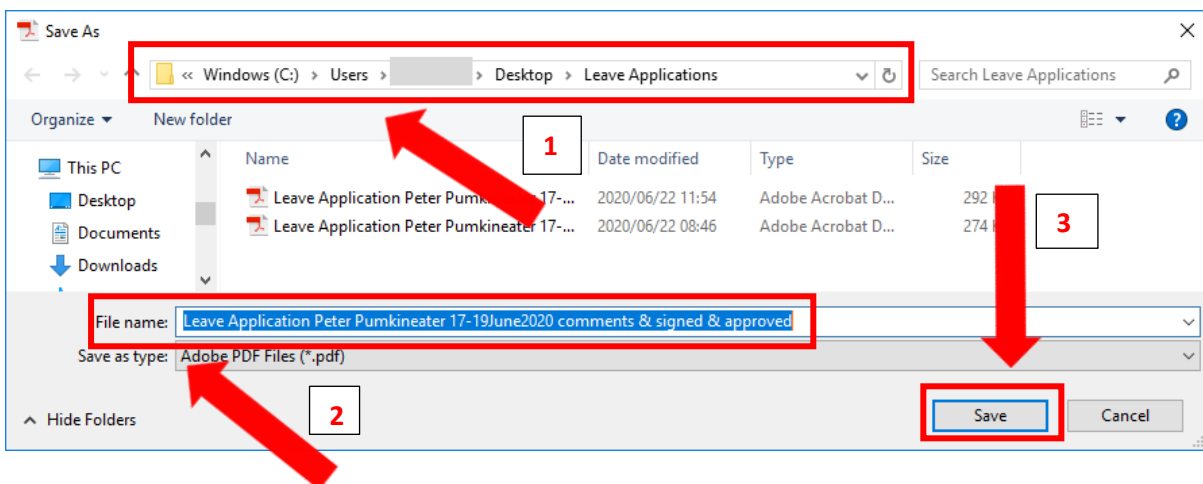 Save As
« Windows (C:) > Users > > Desktop > Leave Applications
Search Leave Applications
Organize
New folder
1
3
2
This PC
Desktop
Documents
Downloads
Name
Date modified
Type
Size
Leave Application Peter 17-...
2020/06/22 11:54
Adobe Acrobat D...
292
Leave Application Peter Pumkineater 17-...
2020/06/22 08:46
Adobe Acrobat D...
274
File name:
Leave Application Peter Pumkineater 17-19June2020 comments & signed & approved
Save as type:
Adobe PDF Files (*.pdf)
Hide Folders
Save
Cancel